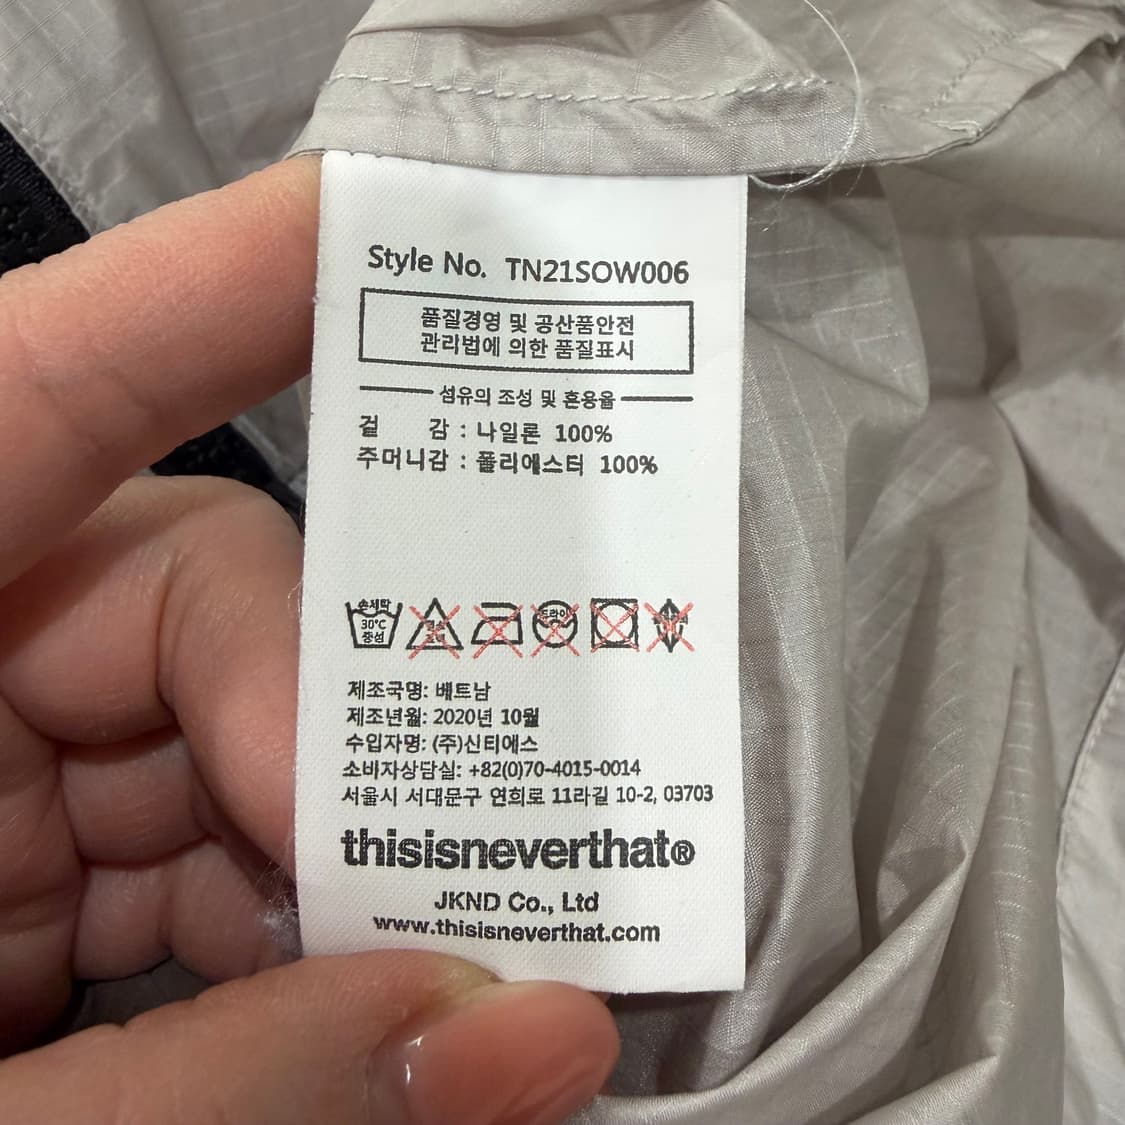 Style No. TN21SOW006
품질경영 및 공산품안전
관리법에 의한 품질표시
섬유의 조성 및 혼용율
겉 감 : 나일론 100%
주머니감 : 폴리에스터 100%
손세탁
30℃
중성
드라이
제조국명: 베트남
제조년월: 2020년 10월
수입자명: (주)신티에스
소비자상담실: +82(0)70-4015-0014
서울시 서대문구 연희로 11라길 10-2, 03703
thisisneverthat®
JKND Co., Ltd
www.thisisneverthat.com